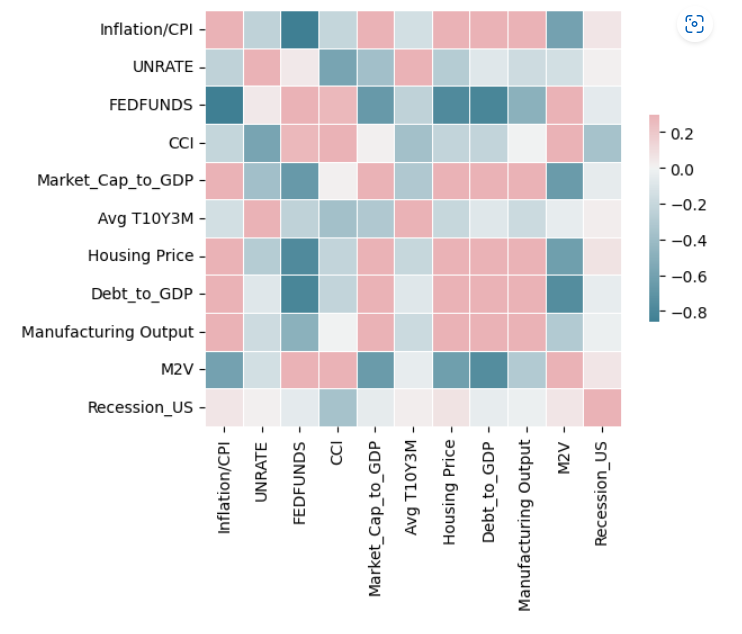 Inflation/CPI
UNRATE
FEDFUNDS
CCI
Market_Cap_to_GDP
Avg T10Y3M
Housing Price
Debt_to_GDP
Manufacturing Output
M2V
Recession_US
0.2
0.0
−0.2
−0.4
−0.6
−0.8
Inflation/CPI
UNRATE
FEDFUNDS
CCI
Market_Cap_to_GDP
Avg T10Y3M
Housing Price
Debt_to_GDP
Manufacturing Output
M2V
Recession_US